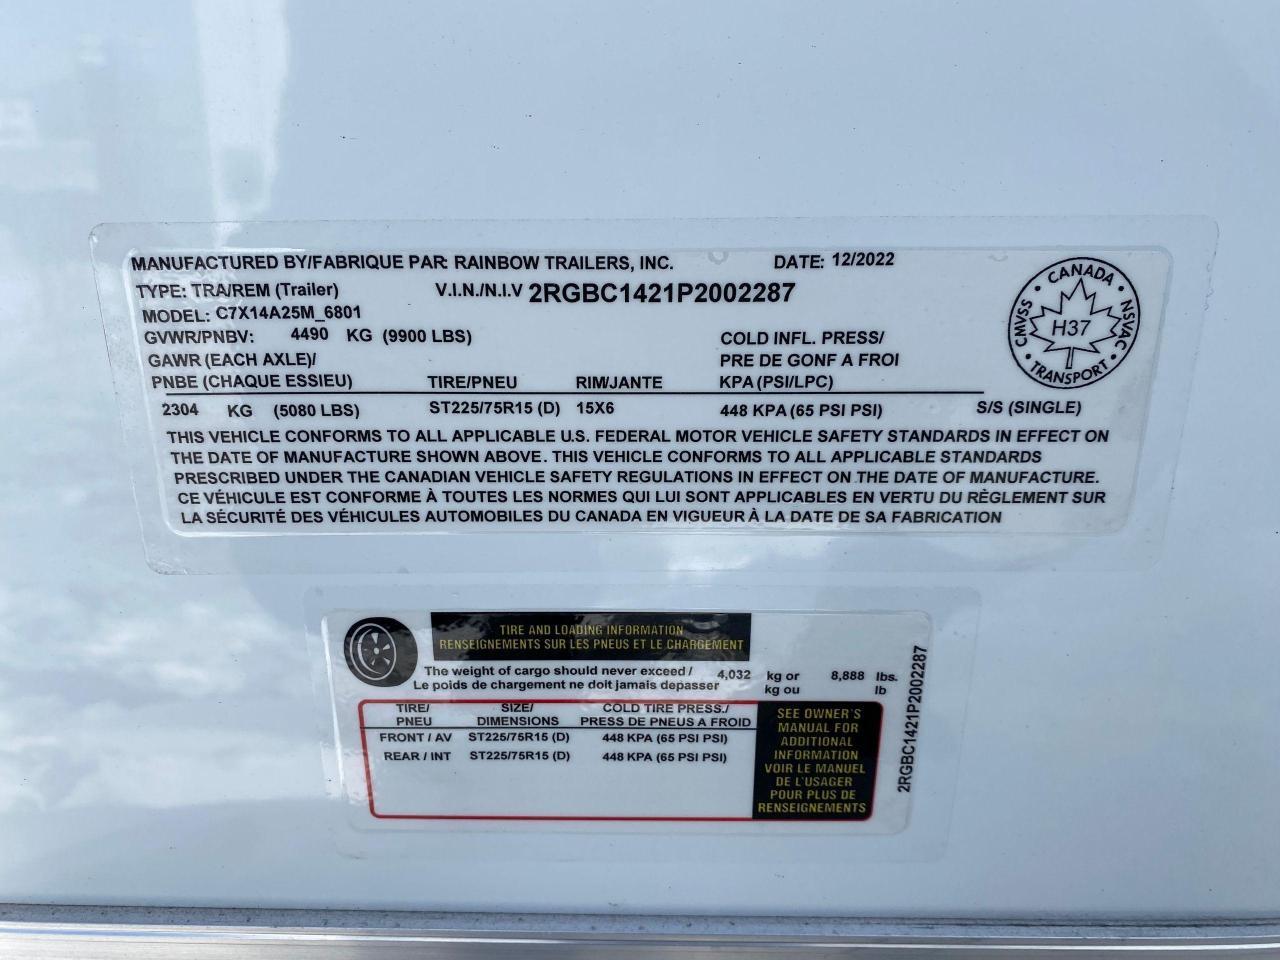 MANUFACTURED BY/FABRIQUE PAR: RAINBOW TRAILERS, INC. DATE: 12/2022
TYPE: TRA/REM (Trailer) V.I.N./N.I.V 2RGBC1421P2002287
MODEL: C7X14A25M_6801
GVWR/PNBV: 4490 KG (9900 LBS)
GAWR (EACH AXLE)/ COLD INFL. PRESS/
PNBE (CHAQUE ESSIEU) TIRE/PNEU RIM/JANTE PRE DE GONF A FROI
KPA (PSI/LPC)
2304 KG (5080 LBS) ST225/75R15 (D) 15X6 448 KPA (65 PSI PSI) S/S (SINGLE)
CANADA
CMVSS
NSVAC
H37
TRANSPORT
THIS VEHICLE CONFORMS TO ALL APPLICABLE U.S. FEDERAL MOTOR VEHICLE SAFETY STANDARDS IN EFFECT ON
THE DATE OF MANUFACTURE SHOWN ABOVE. THIS VEHICLE CONFORMS TO ALL APPLICABLE STANDARDS
PRESCRIBED UNDER THE CANADIAN VEHICLE SAFETY REGULATIONS IN EFFECT ON THE DATE OF MANUFACTURE.
CE VÉHICULE EST CONFORME À TOUTES LES NORMES QUI LUI SONT APPLICABLES EN VERTU DU RÈGLEMENT SUR
LA SÉCURITÉ DES VÉHICULES AUTOMOBILES DU CANADA EN VIGUEUR À LA DATE DE SA FABRICATION
TIRE AND LOADING INFORMATION
RENSEIGNEMENTS SUR LES PNEUS ET LE CHARGEMENT
The weight of cargo should never exceed / 4,032 kg or 8,888 lbs.
Le poids de chargement ne doit jamais depasser kg ou lb
TIRE/ SIZE/ COLD TIRE PRESS./
PNEU DIMENSIONS PRESS DE PNEUS A FROID
FRONT / AV ST225/75R15 (D) 448 KPA (65 PSI PSI)
REAR / INT ST225/75R15 (D) 448 KPA (65 PSI PSI)
SEE OWNER'S
MANUAL FOR
ADDITIONAL
INFORMATION
VOIR LE MANUEL
DE L'USAGER
POUR PLUS DE
RENSEIGNEMENTS
2RGBC1421P2002287